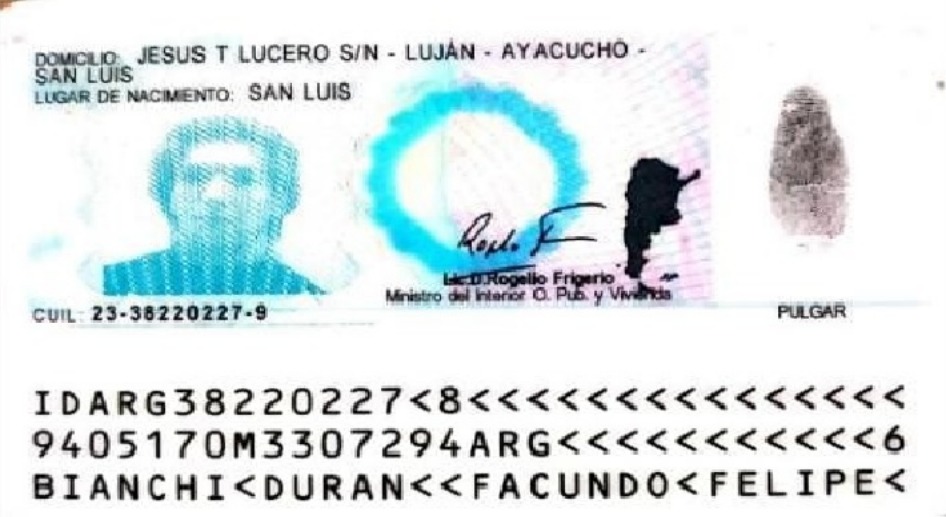 DOMICILIO: JESUS T LUCERO S/N - LUJÁN - AYACUCHO -
SAN LUIS
LUGAR DE NACIMIENTO: SAN LUIS
Lic. D. Rogelio Frigerio
Ministro del Interior O. Pub. y Vivienda
CUIL: 23-38220227-9
PULGAR
IDARG38220227<8<<<<<<<<<<<<<<<
9405170M3307294ARG<<<<<<<<<<<6
BIANCHI<DURAN<<FACUNDO<FELIPE<